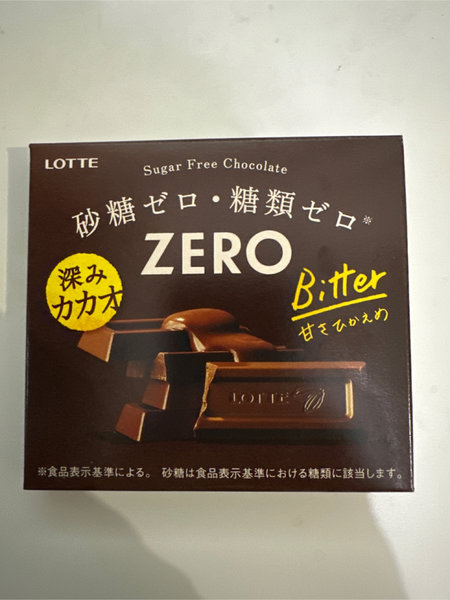 LOTTE
Sugar Free Chocolate
砂糖ゼロ・糖類ゼロ※
ZERO
深み
カカオ
Bitter
甘さひかえめ
LOTTE
※食品表示基準による。 砂糖は食品表示基準における糖類に該当します。